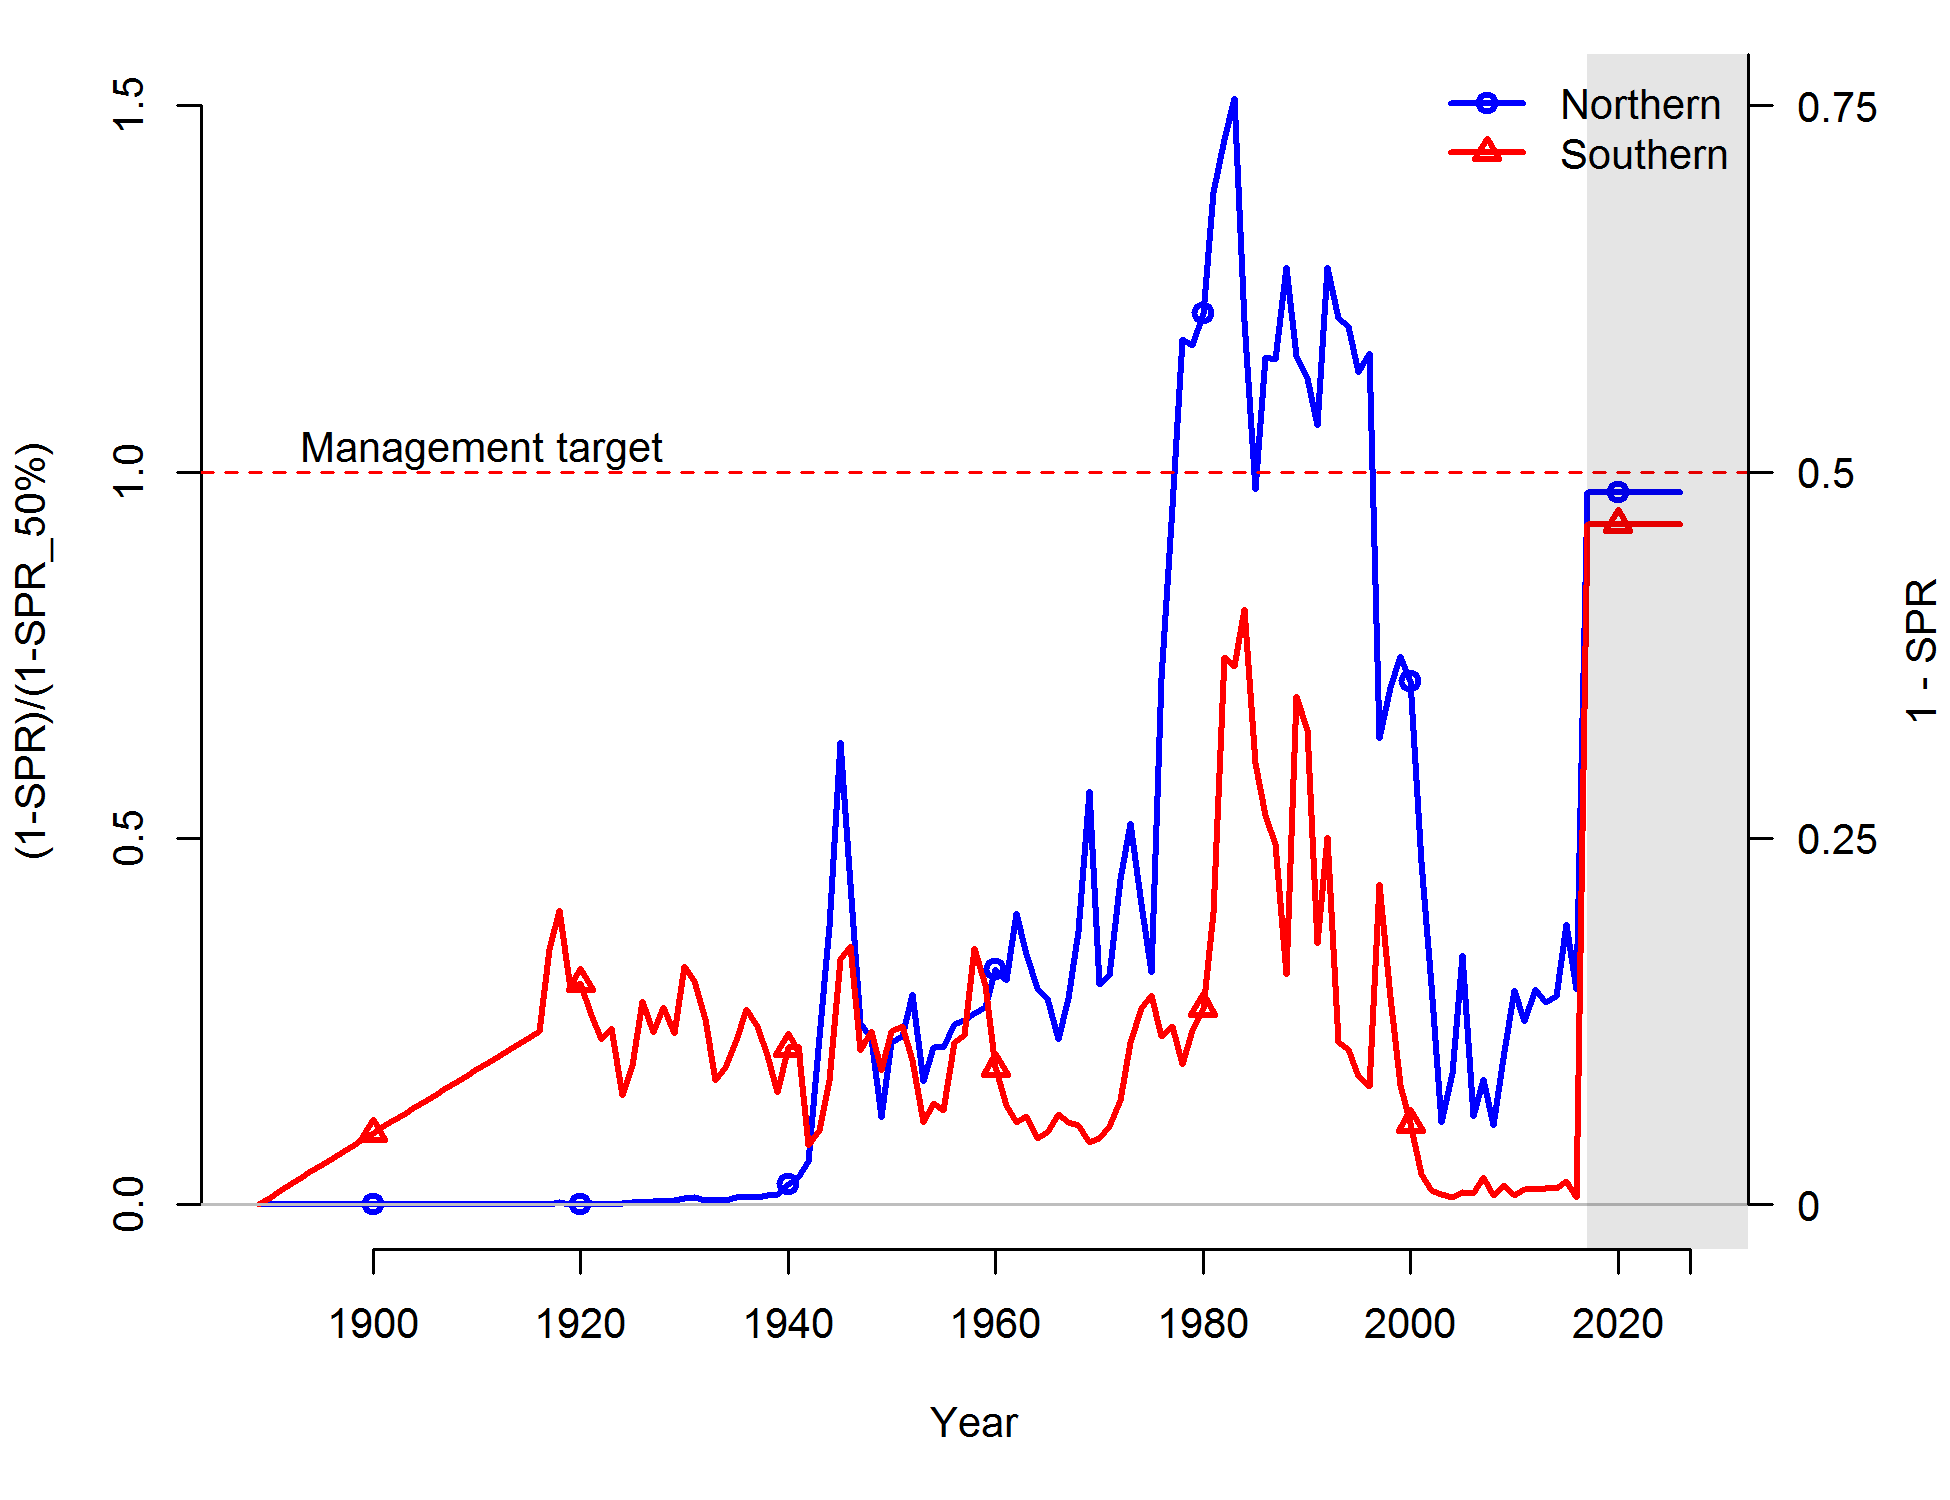 Northern
Southern
Management target
(1-SPR)/(1-SPR_50%)
1.5
1.0
0.5
0.0
0.75
0.5
0.25
0
1 - SPR
1900 1920 1940 1960 1980 2000 2020
Year